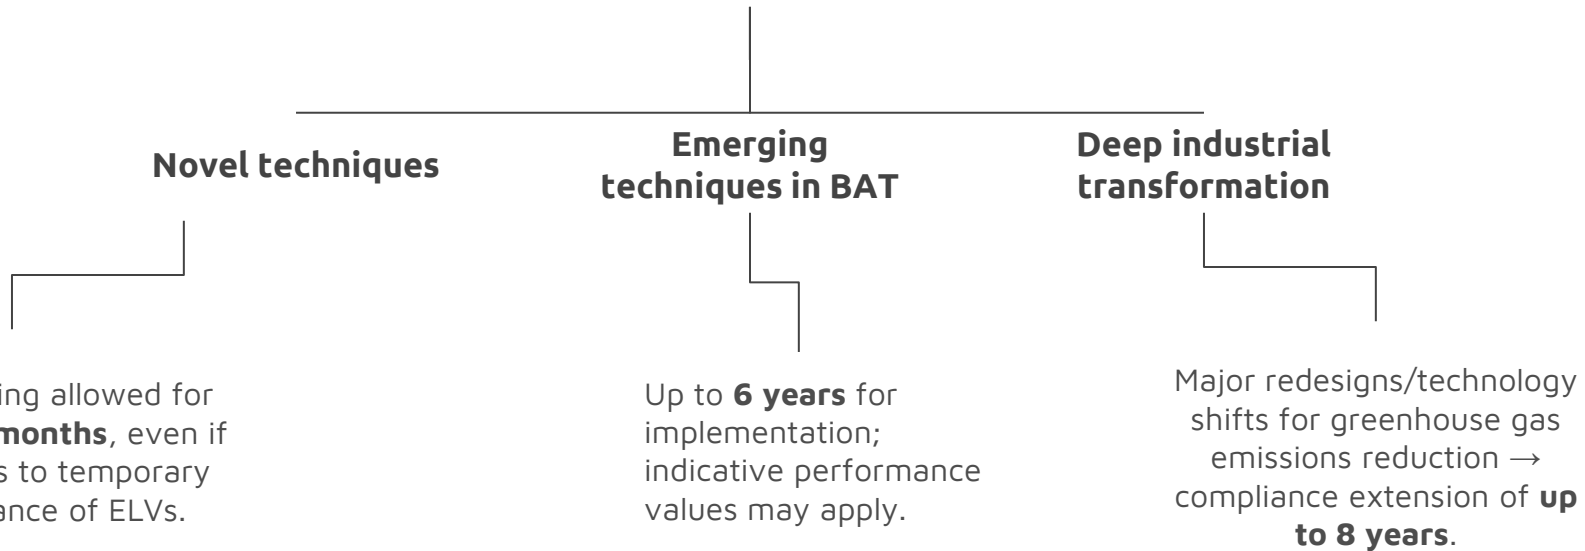 Novel techniques
Emerging
techniques in BAT
Deep industrial
transformation
allowed for
months, even if
to temporary
of ELVs.
Up to 6 years for
implementation;
indicative performance
values may apply.
Major redesigns/technology
shifts for greenhouse gas
emissions reduction →
compliance extension of up
to 8 years.